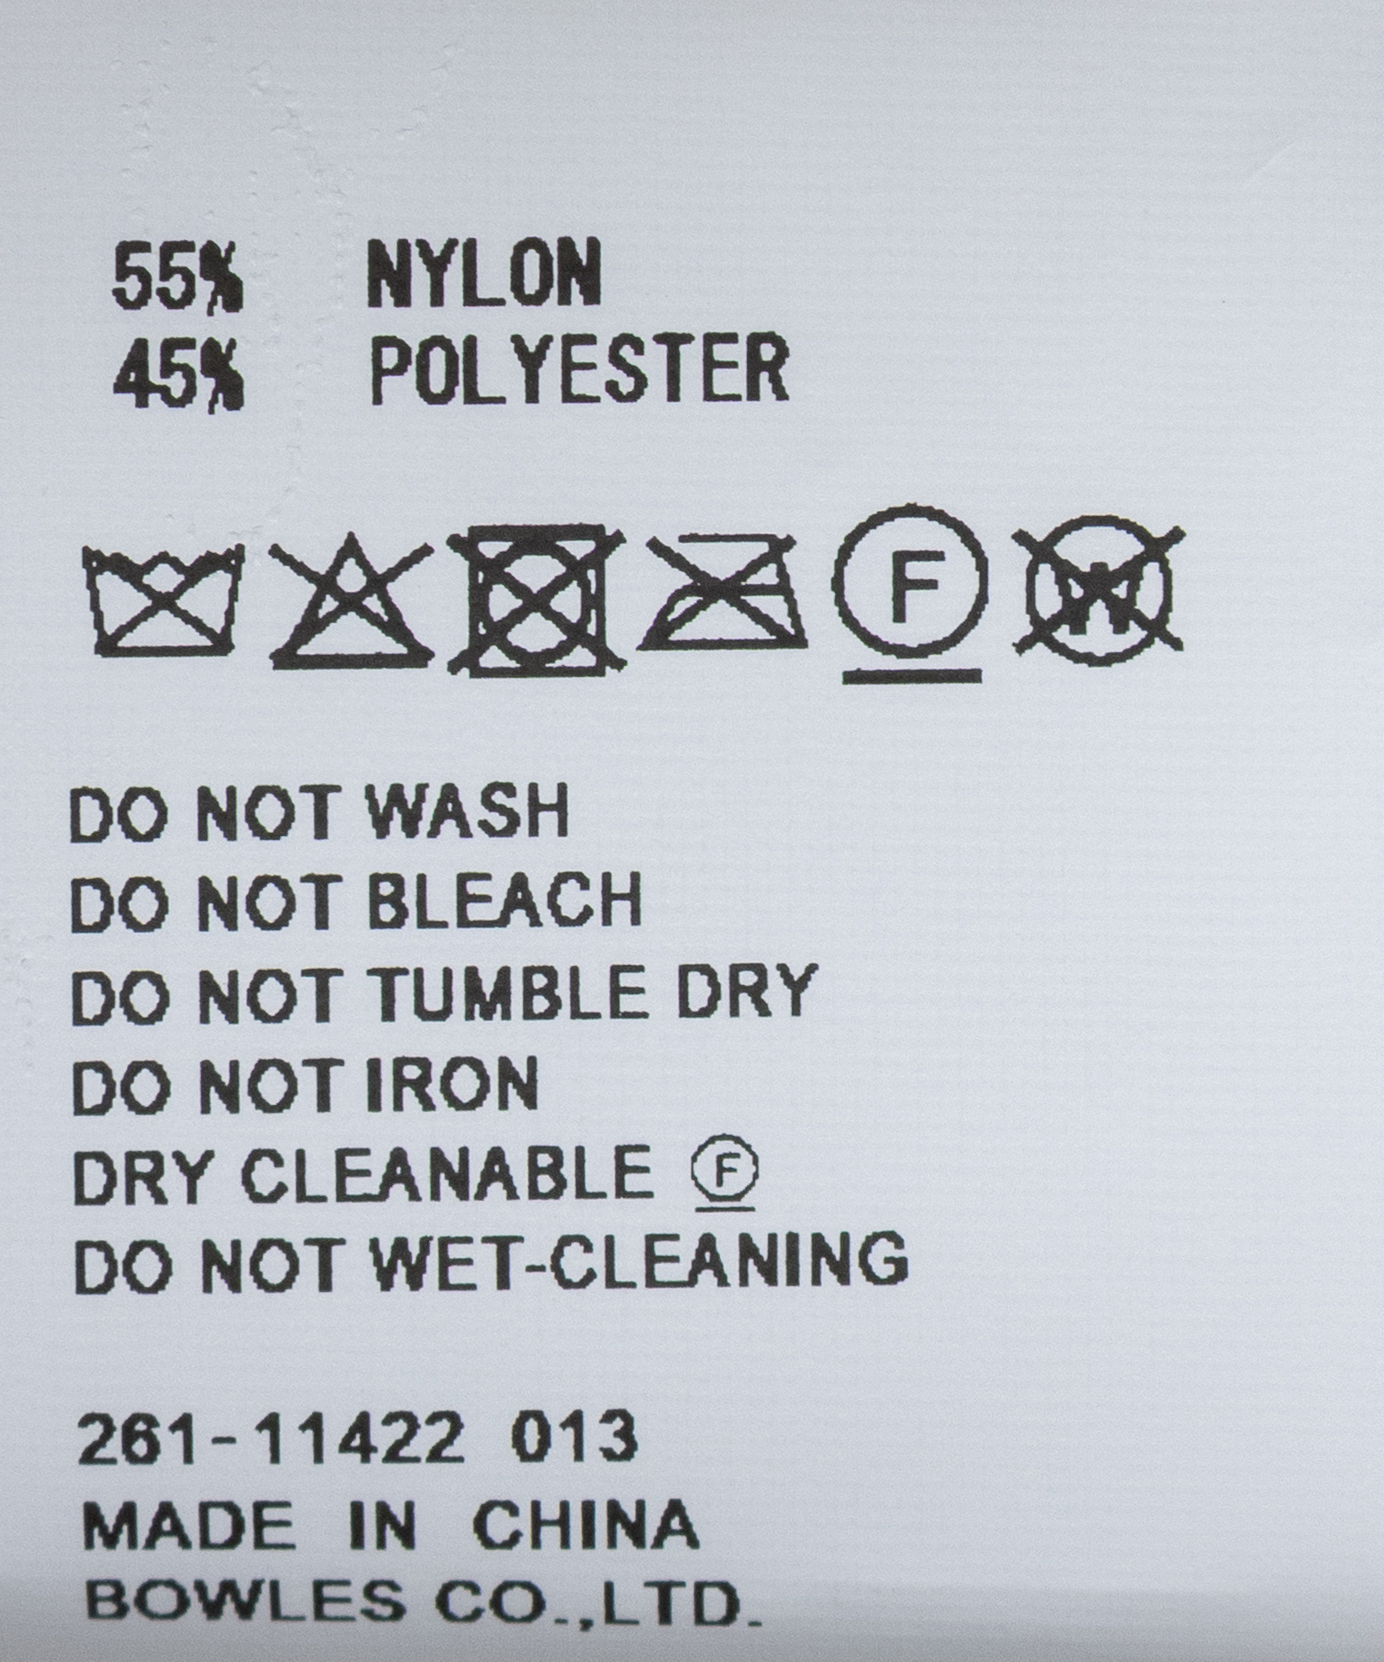 55% NYLON
45% POLYESTER
F W
DO NOT WASH
DO NOT BLEACH
DO NOT TUMBLE DRY
DO NOT IRON
DRY CLEANABLE F
DO NOT WET-CLEANING
261-11422 013
MADE IN CHINA
BOWLES CO.,LTD.